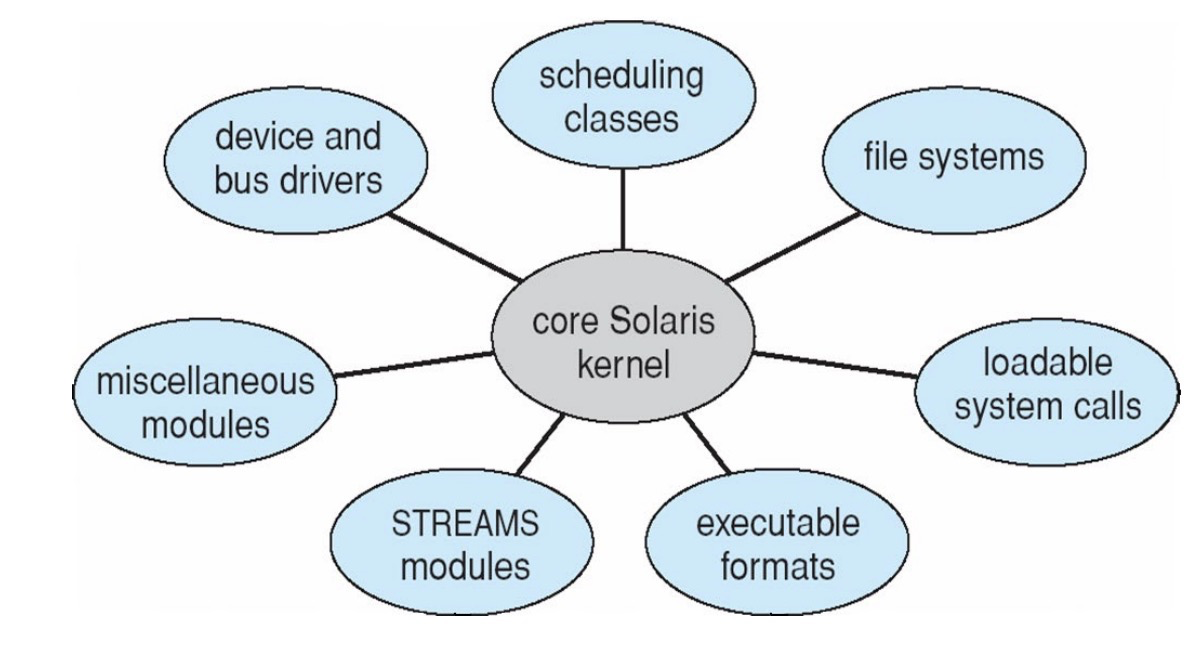 scheduling
classes
device and
bus drivers
file systems
core Solaris
kernel
miscellaneous
modules
loadable
system calls
STREAMS
modules
executable
formats